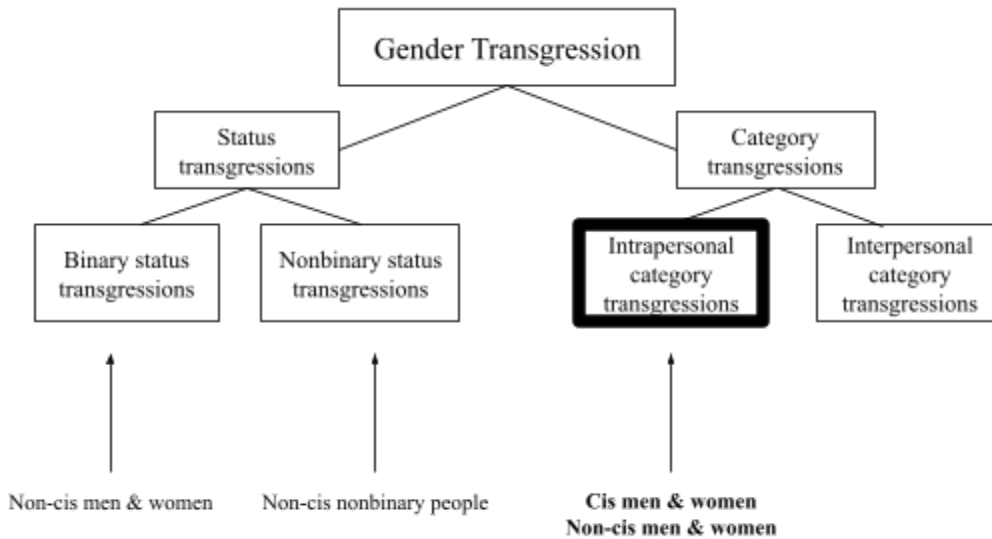 Gender Transgression
Status
transgressions
Category
transgressions
Binary status
transgressions
Nonbinary status
transgressions
Intrapersonal
category
transgressions
Interpersonal
category
transgressions
Non-cis men & women
Non-cis nonbinary people
Cis men & women
Non-cis men & women